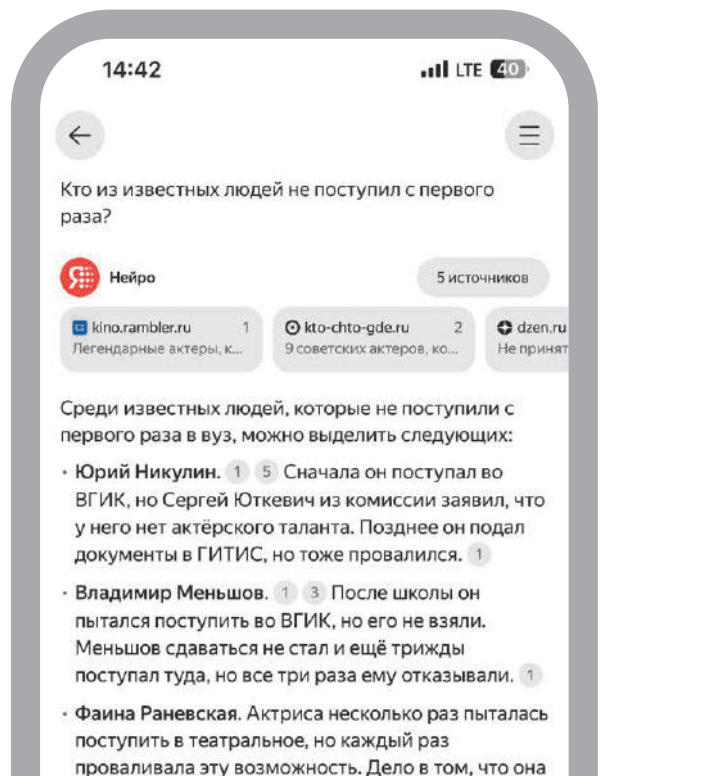 14:42
LTE 40
Кто из известных людей не поступил с первого
раза?
Нейро
5 источников
kino.rambler.ru 1
Легендарные актеры, к...
kto-chto-gde.ru 2
9 советских актеров, ко...
dzen.ru
Не принят
Среди известных людей, которые не поступили с
первого раза в вуз, можно выделить следующих:
· Юрий Никулин. 1 5 Сначала он поступал во
ВГИК, но Сергей Юткевич из комиссии заявил, что
у него нет актёрского таланта. Позднее он подал
документы в ГИТИС, но тоже провалился. 1
· Владимир Меньшов. 1 3 После школы он
пытался поступить во ВГИК, но его не взяли.
Меньшов сдаваться не стал и ещё трижды
поступал туда, но все три раза ему отказывали. 1
· Фаина Раневская. Актриса несколько раз пыталась
поступить в театральное, но каждый раз
проваливала эту возможность. Дело в том, что она